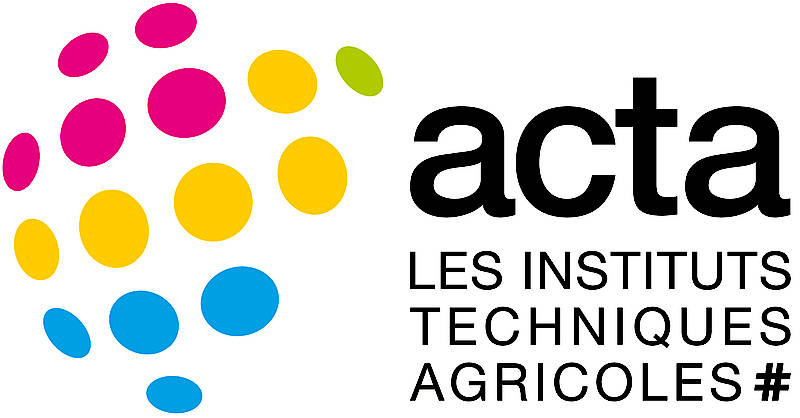 acta
LES INSTITUTS
TECHNIQUES
AGRICOLES #